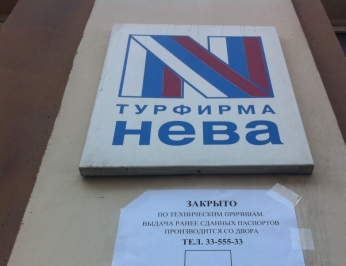 ТУРФИРМА
Нева
ЗАКРЫТО
ПО ТЕХНИЧЕСКИМ ПРИЧИНАМ.
ВЫДАЧА РАНЕЕ СДАННЫХ ПАСПОРТОВ
ПРОИЗВОДИТСЯ СО ДВОРА
ТЕЛ. 33-555-33